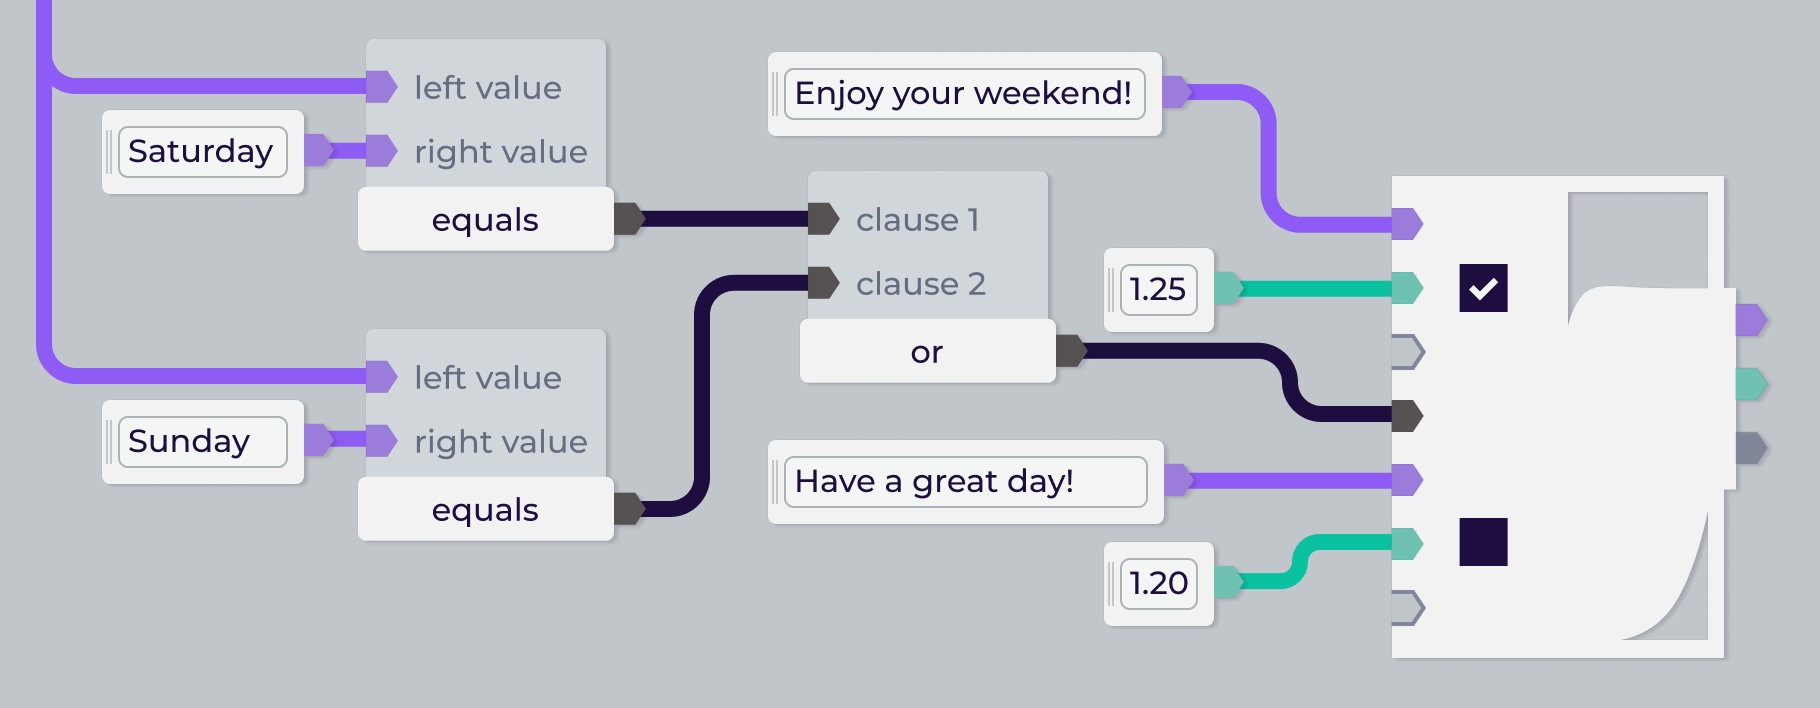 left value
Saturday
right value
equals
Enjoy your weekend!
clause 1
clause 2
or
1.25
left value
Sunday
right value
equals
Have a great day!
1.20